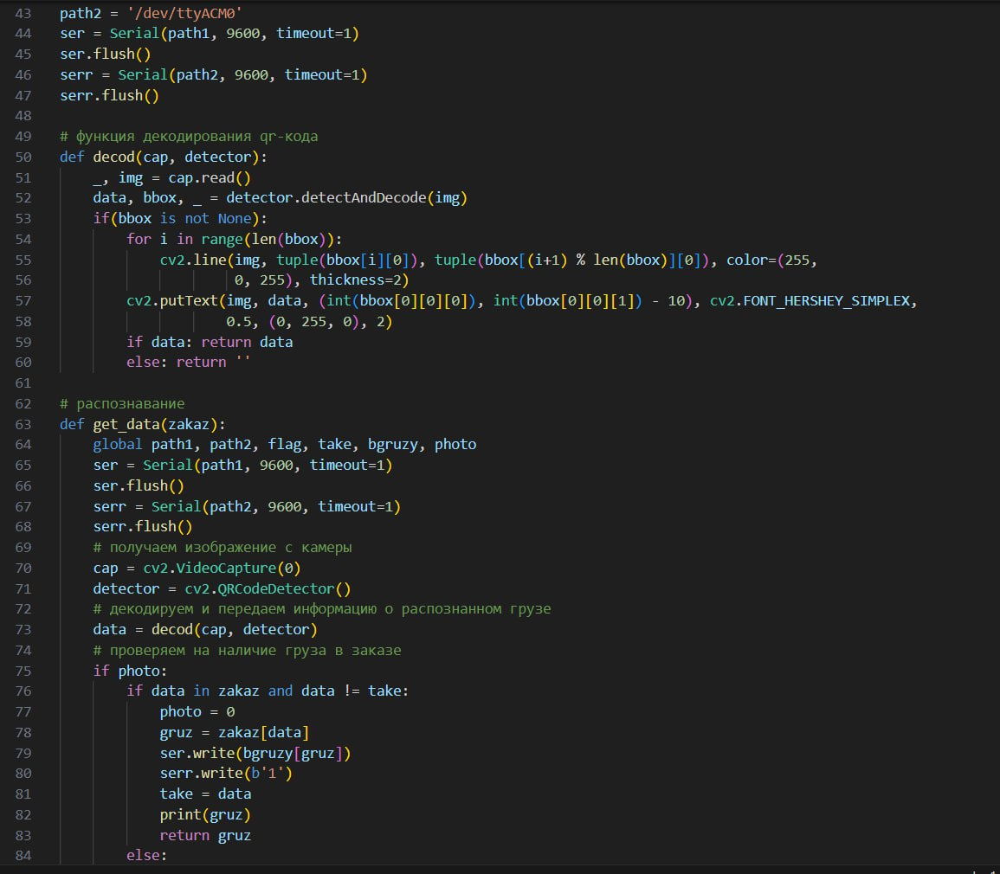 43 path2 = '/dev/ttyACM0'
44 ser = Serial(path1, 9600, timeout=1)
45 ser.flush()
46 serr = Serial(path2, 9600, timeout=1)
47 serr.flush()
48
49 # функция декодирования qr-кода
50 def decod(cap, detector):
51     _, img = cap.read()
52     data, bbox, _ = detector.detectAndDecode(img)
53     if(bbox is not None):
54         for i in range(len(bbox)):
55             cv2.line(img, tuple(bbox[i][0]), tuple(bbox[(i+1) % len(bbox)][0]), color=(255,
56                      0, 255), thickness=2)
57         cv2.putText(img, data, (int(bbox[0][0][0]), int(bbox[0][0][1]) - 10), cv2.FONT_HERSHEY_SIMPLEX,
58                     0.5, (0, 255, 0), 2)
59         if data: return data
60         else: return ''
61
62 # распознавание
63 def get_data(zakaz):
64     global path1, path2, flag, take, bgruzy, photo
65     ser = Serial(path1, 9600, timeout=1)
66     ser.flush()
67     serr = Serial(path2, 9600, timeout=1)
68     serr.flush()
69     # получаем изображение с камеры
70     cap = cv2.VideoCapture(0)
71     detector = cv2.QRCodeDetector()
72     # декодируем и передаем информацию о распознанном грузе
73     data = decod(cap, detector)
74     # проверяем на наличие груза в заказе
75     if photo:
76         if data in zakaz and data != take:
77             photo = 0
78             gruz = zakaz[data]
79             ser.write(bgruzy[gruz])
80             serr.write(b'1')
81             take = data
82             print(gruz)
83             return gruz
84         else: